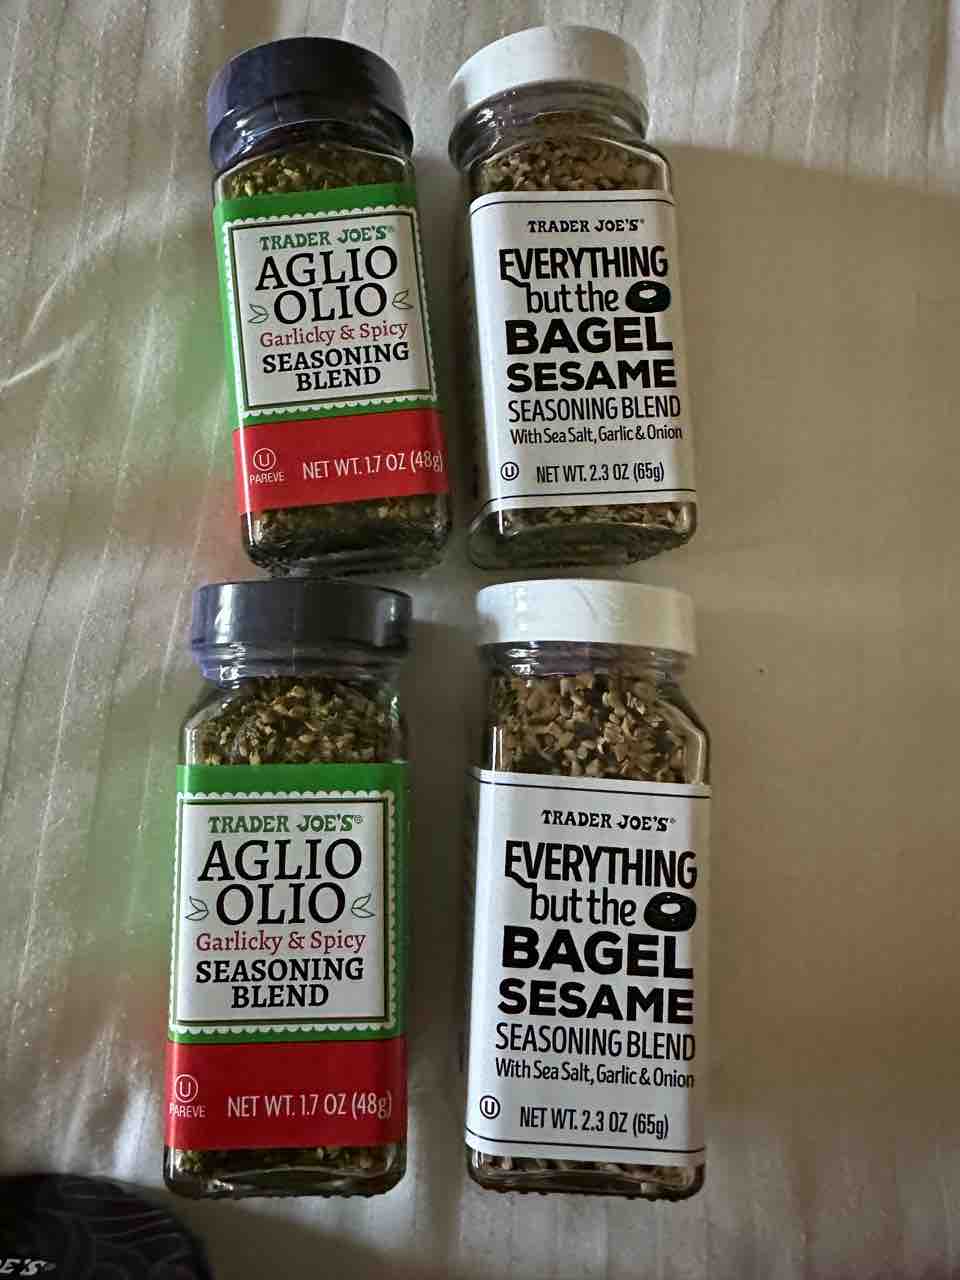 TRADER JOE'S®
AGLIO
OLIO
Garlicky & Spicy
SEASONING
BLEND
U
PAREVE
NET WT. 1.7 OZ (48g)
TRADER JOE'S®
EVERYTHING
but the
BAGEL
SESAME
SEASONING BLEND
With Sea Salt, Garlic & Onion
U
NET WT. 2.3 OZ (65g)
TRADER JOE'S®
AGLIO
OLIO
Garlicky & Spicy
SEASONING
BLEND
U
PAREVE
NET WT. 1.7 OZ (48g)
TRADER JOE'S®
EVERYTHING
but the
BAGEL
SESAME
SEASONING BLEND
With Sea Salt, Garlic & Onion
U
NET WT. 2.3 OZ (65g)
E'S